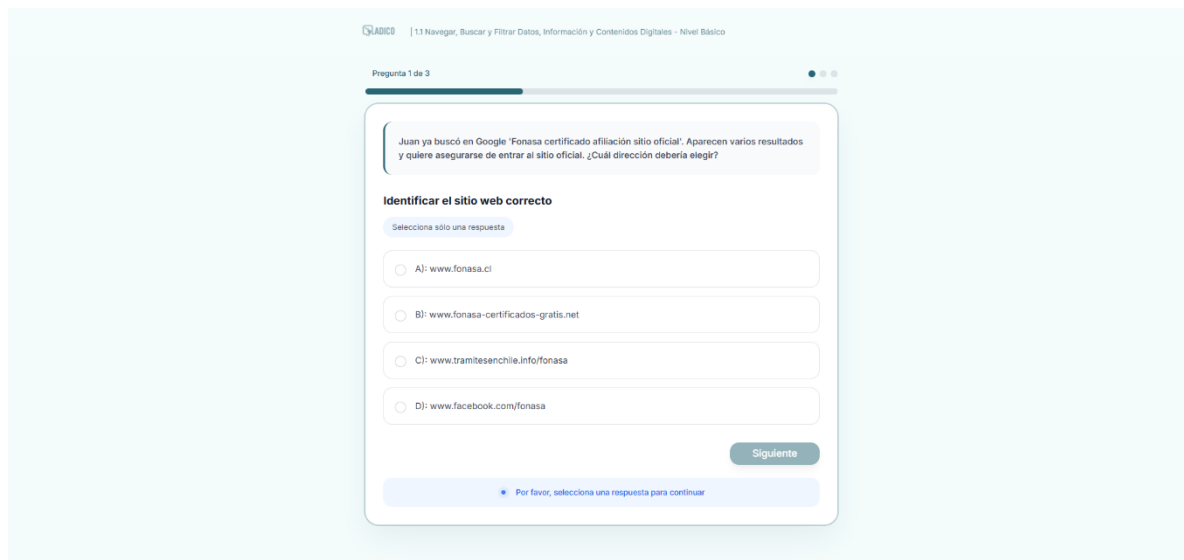 LADICO | 1.1 Navegar, Buscar y Filtrar Datos, Información y Contenidos Digitales - Nivel Básico
Pregunta 1 de 3
Juan ya buscó en Google 'Fonasa certificado afiliación sitio oficial'. Aparecen varios resultados
y quiere asegurarse de entrar al sitio oficial. ¿Cuál dirección debería elegir?
Identificar el sitio web correcto
Selecciona sólo una respuesta
A): www.fonasa.cl
B): www.fonasa-certificados-gratis.net
C): www.tramitesenchile.info/fonasa
D): www.facebook.com/fonasa
Siguiente
Por favor, selecciona una respuesta para continuar